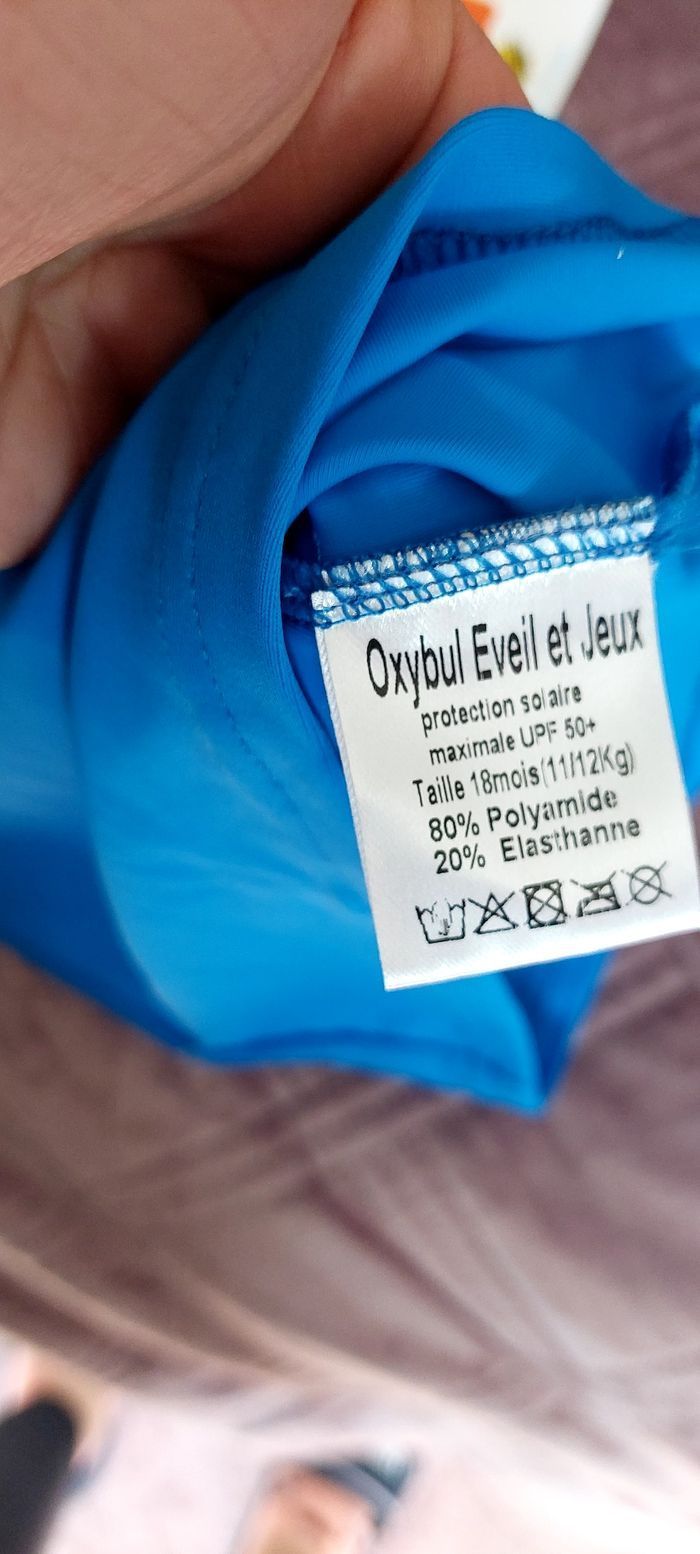 Oxybul Eveil et Jeux
protection solaire
maximale UPF 50+
Taille 18mois(11/12Kg)
80% Polyamide
20% Elasthanne